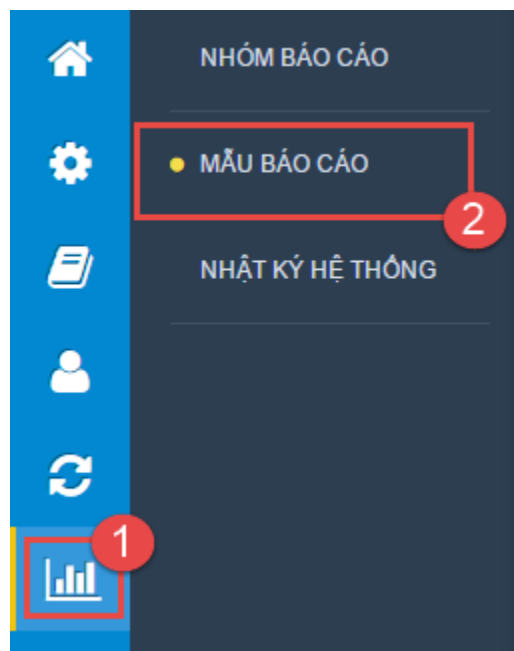 NHÓM BÁO CÁO
MẪU BÁO CÁO
2
NHẬT KÝ HỆ THỐNG
1